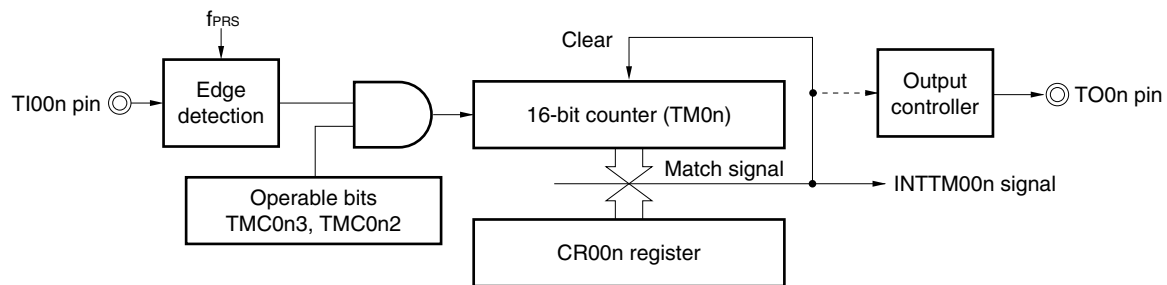 fPRS
Clear
TI00n pin
Edge
detection
16-bit counter (TM0n)
Output
controller
TO0n pin
Match signal
INTTM00n signal
Operable bits
TMC0n3, TMC0n2
CR00n register